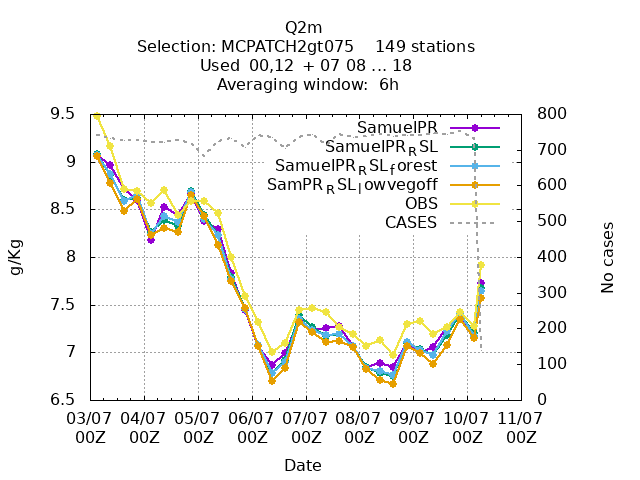 Q2m
Selection: MCPATCH2gt075    149 stations
Used  00,12  + 07 08 ... 18
Averaging window:  6h
9.5
9
8.5
8
7.5
7
6.5
g/Kg
800
700
600
500
400
300
200
100
0
No cases
SamueIPR
SamueIPR_RSL
SamueIPR_RSL_forest
SamPR_RSL_lowvegoff
OBS
CASES
03/07 04/07 05/07 06/07 07/07 08/07 09/07 10/07 11/07
00Z 00Z 00Z 00Z 00Z 00Z 00Z 00Z 00Z
Date